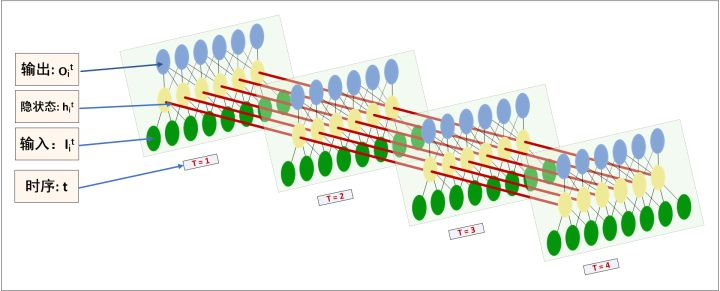 输出: Oᵢᵗ
隐状态: hᵢᵗ
输入: Iᵢᵗ
时序: t
T = 1
T = 2
T = 3
T = 4